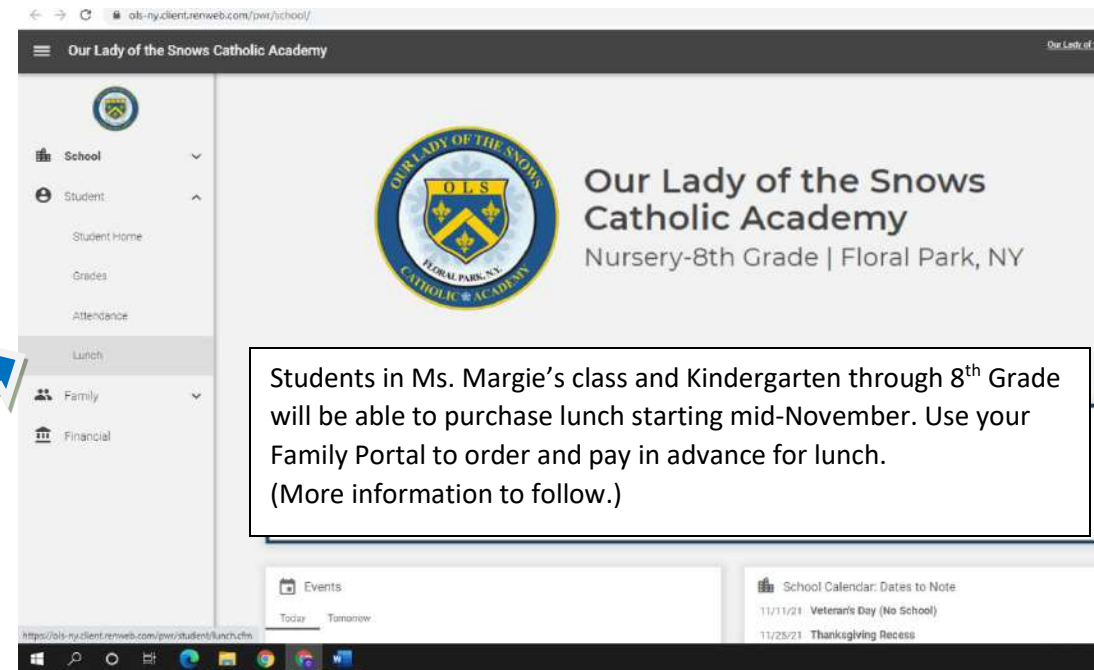 ols-ny.client.renweb.com/pwr/school/
Our Lady of the Snows Catholic Academy
Our Lady of
School
Student
Student Home
Grades
Attendance
Lunch
Family
Financial
OUR LADY OF THE SNOWS
OLS
FLORAL PARK, N.Y.
CATHOLIC ACADEMY
Our Lady of the Snows
Catholic Academy
Nursery-8th Grade | Floral Park, NY
Students in Ms. Margie’s class and Kindergarten through 8th Grade
will be able to purchase lunch starting mid-November. Use your
Family Portal to order and pay in advance for lunch.
(More information to follow.)
Events
Today Tomorrow
School Calendar: Dates to Note
11/11/21 Veteran's Day (No School)
11/25/21 Thanksgiving Recess
https://ols-ny.client.renweb.com/pwr/student/lunch.cfm